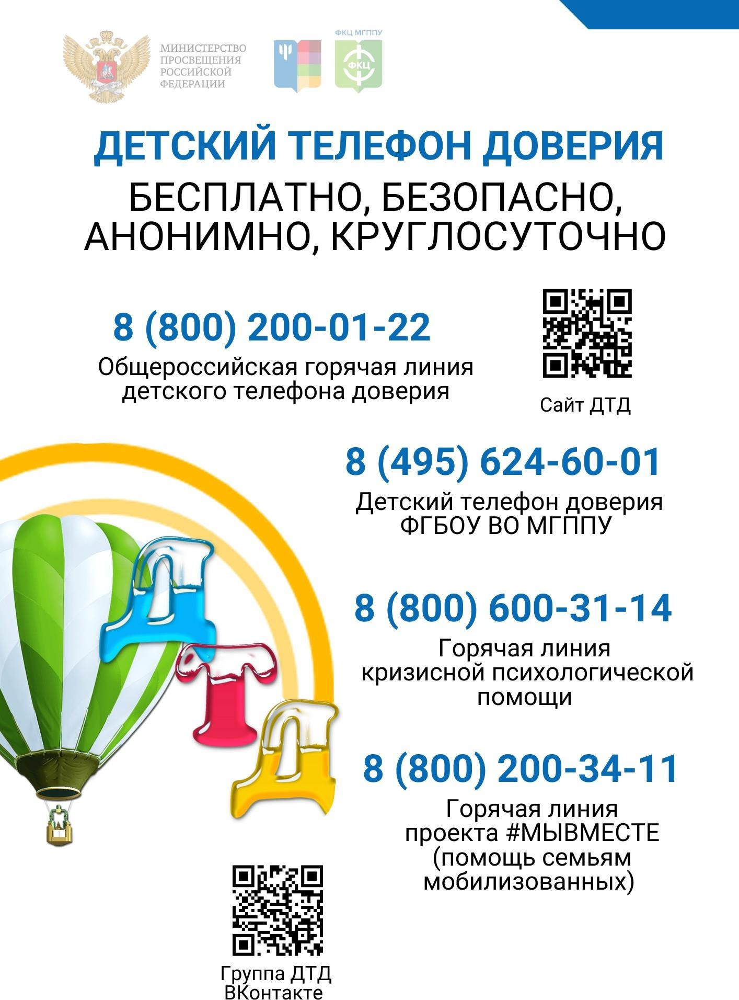 МИНИСТЕРСТВО
ПРОСВЕЩЕНИЯ
РОССИЙСКОЙ
ФЕДЕРАЦИИ
ФКЦ МГППУ
ФКЦ
ДЕТСКИЙ ТЕЛЕФОН ДОВЕРИЯ
БЕСПЛАТНО, БЕЗОПАСНО,
АНОНИМНО, КРУГЛОСУТОЧНО
8 (800) 200-01-22
Общероссийская горячая линия
детского телефона доверия
Сайт ДТД
8 (495) 624-60-01
Детский телефон доверия
ФГБОУ ВО МГППУ
8 (800) 600-31-14
Горячая линия
кризисной психологической
помощи
8 (800) 200-34-11
Горячая линия
проекта #МЫВМЕСТЕ
(помощь семьям
мобилизованных)
Д
Т
Д
Группа ДТД
ВКонтакте